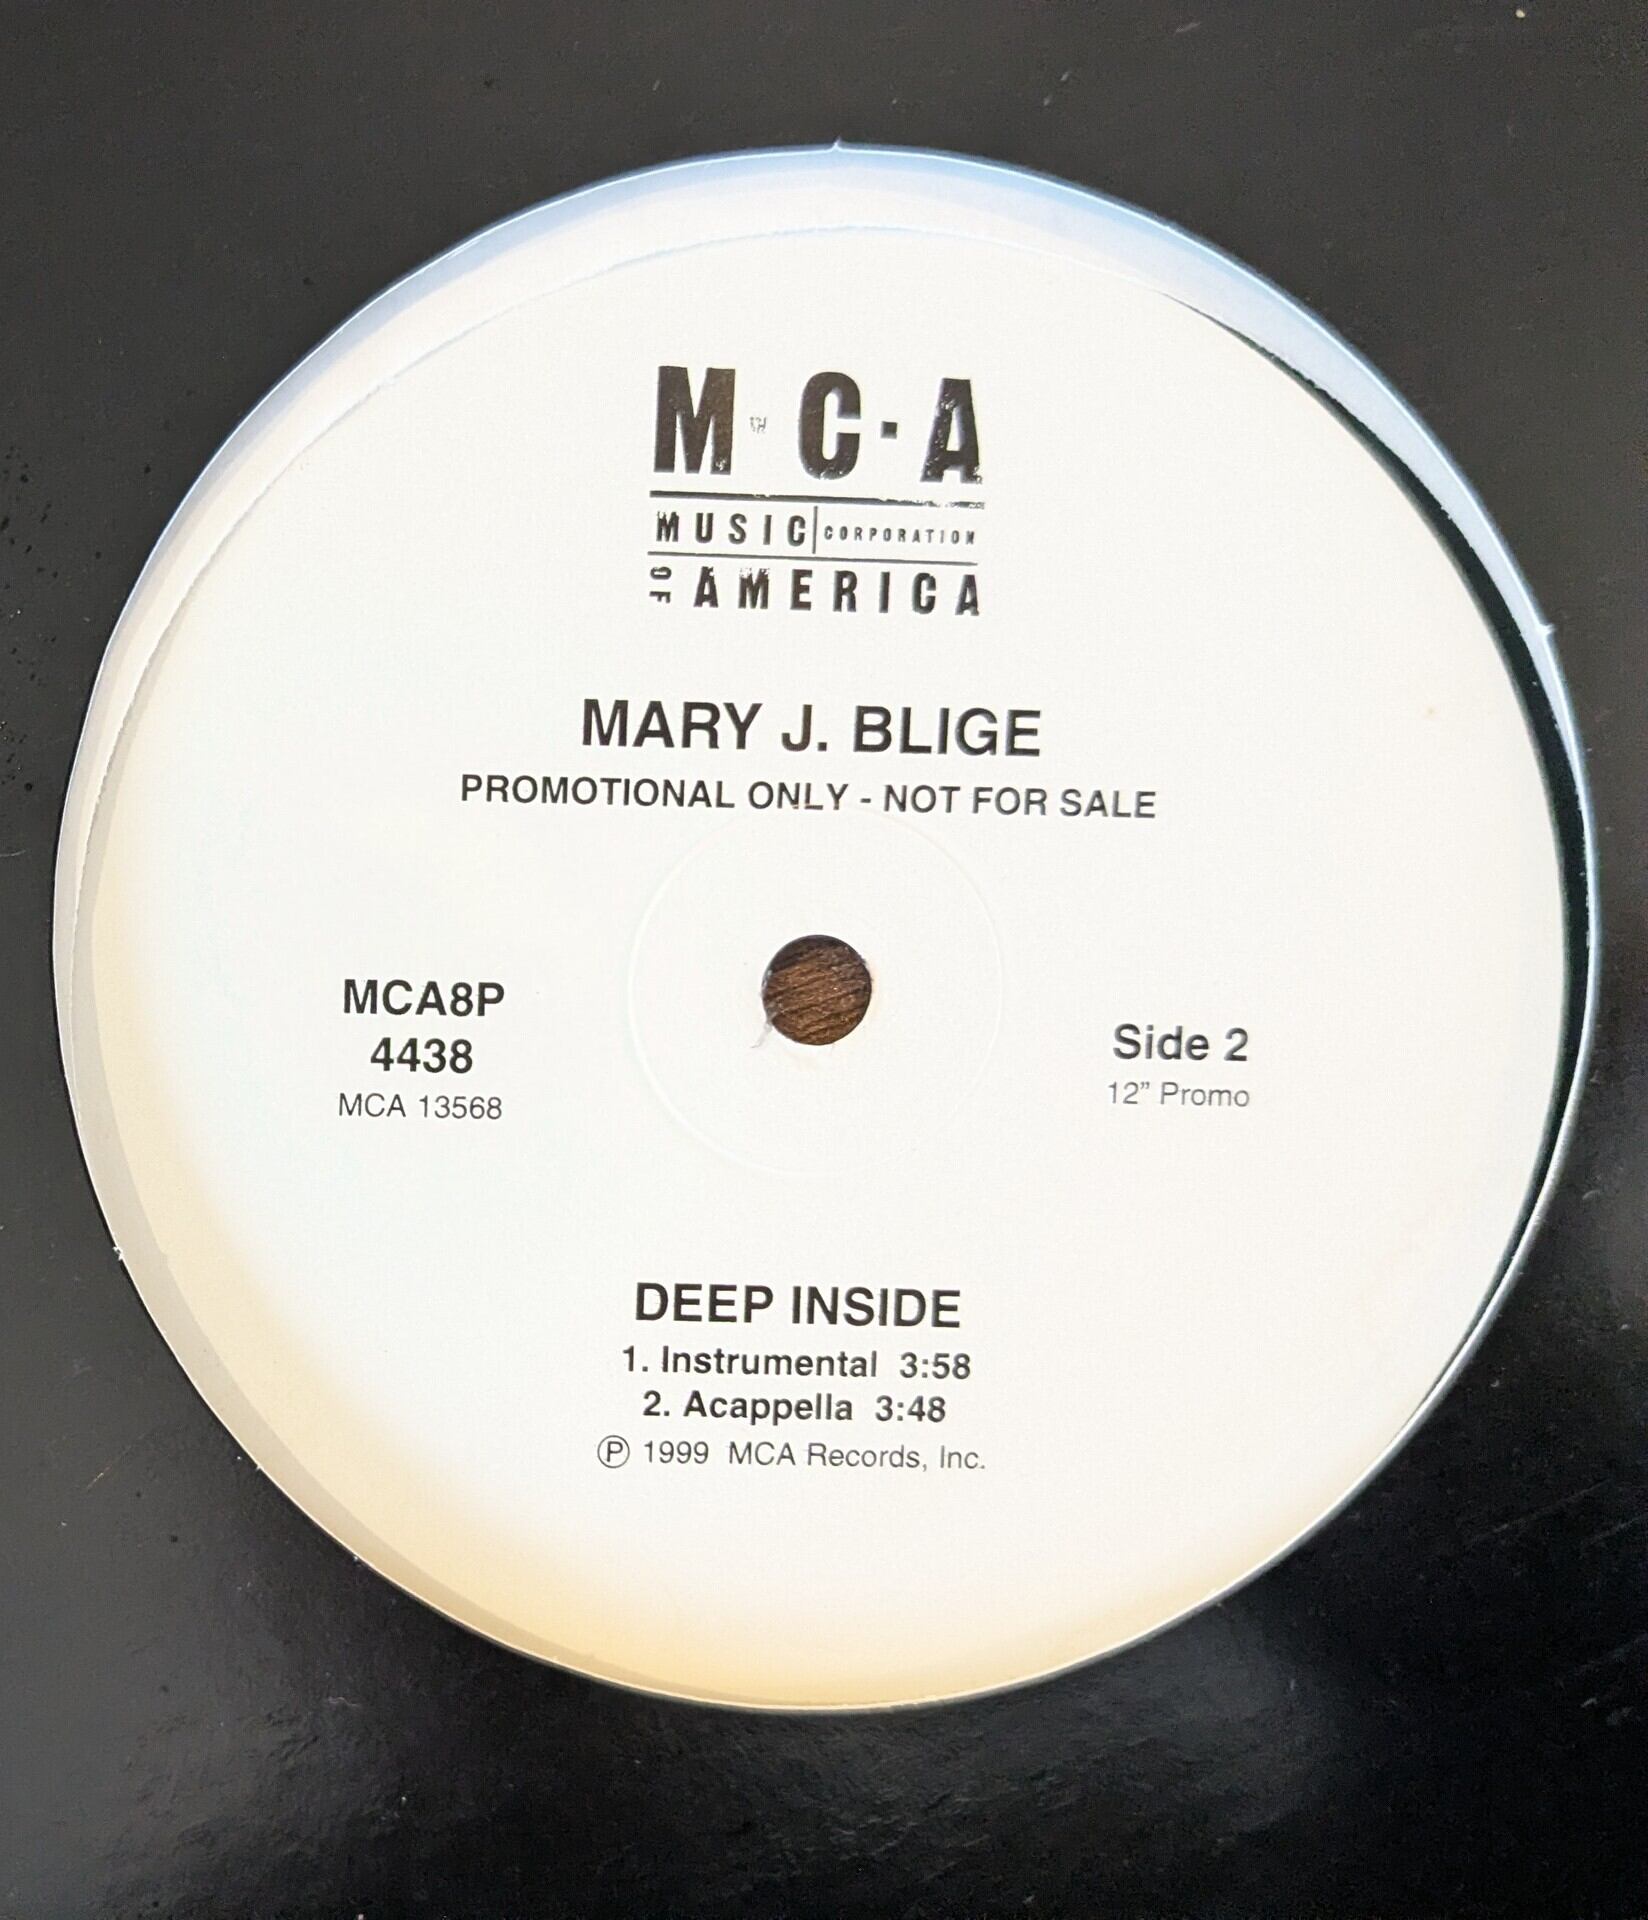 M·C·A
MUSIC CORPORATION
OF AMERICA
MARY J. BLIGE
PROMOTIONAL ONLY - NOT FOR SALE
MCA8P
4438
MCA 13568
Side 2
12” Promo
DEEP INSIDE
1. Instrumental 3:58
2. Acappella 3:48
Ⓟ 1999 MCA Records, Inc.